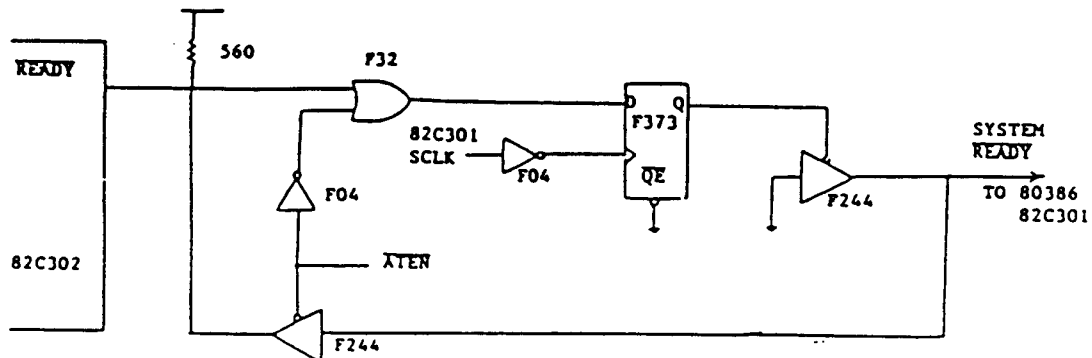 560
F32
READY
D Q
F373
82C301
SCLK
F04
QE
SYSTEM
READY
F244
TO 80386
82C301
F04
ATEN
82C302
F244